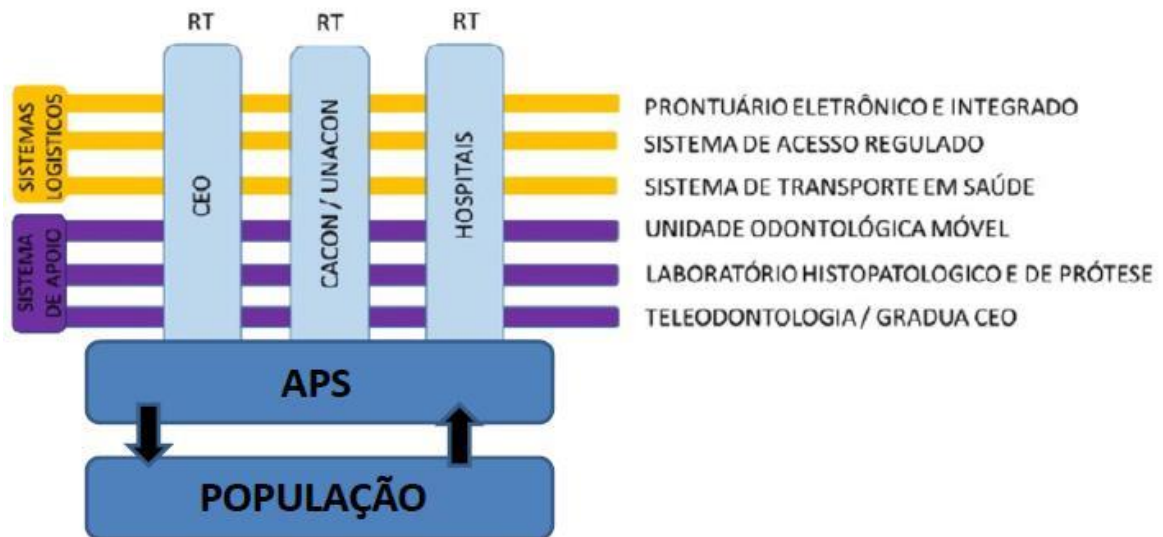 RT
RT
RT
SISTEMAS
LOGISTICOS
SISTEMA
DE APOIO
CEO
CACON / UNACON
HOSPITAIS
PRONTUÁRIO ELETRÔNICO E INTEGRADO
SISTEMA DE ACESSO REGULADO
SISTEMA DE TRANSPORTE EM SAÚDE
UNIDADE ODONTOLÓGICA MÓVEL
LABORATÓRIO HISTOPATOLOGICO E DE PRÓTESE
TELEODONTOLOGIA / GRADUA CEO
APS
POPULAÇÃO